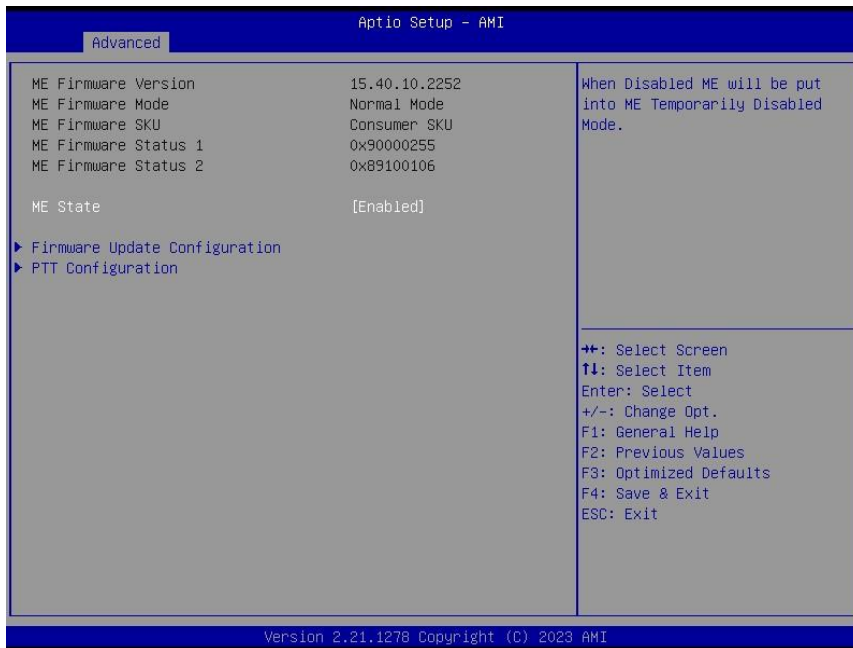 Aptio Setup – AMI
Advanced
ME Firmware Version 15.40.10.2252
ME Firmware Mode Normal Mode
ME Firmware SKU Consumer SKU
ME Firmware Status 1 0x90000255
ME Firmware Status 2 0x89100106
ME State [Enabled]
Firmware Update Configuration
PTT Configuration
When Disabled ME will be put
into ME Temporarily Disabled
Mode.
→←: Select Screen
↑↓: Select Item
Enter: Select
+/-: Change Opt.
F1: General Help
F2: Previous Values
F3: Optimized Defaults
F4: Save & Exit
ESC: Exit
Version 2.21.1278 Copyright (C) 2023 AMI